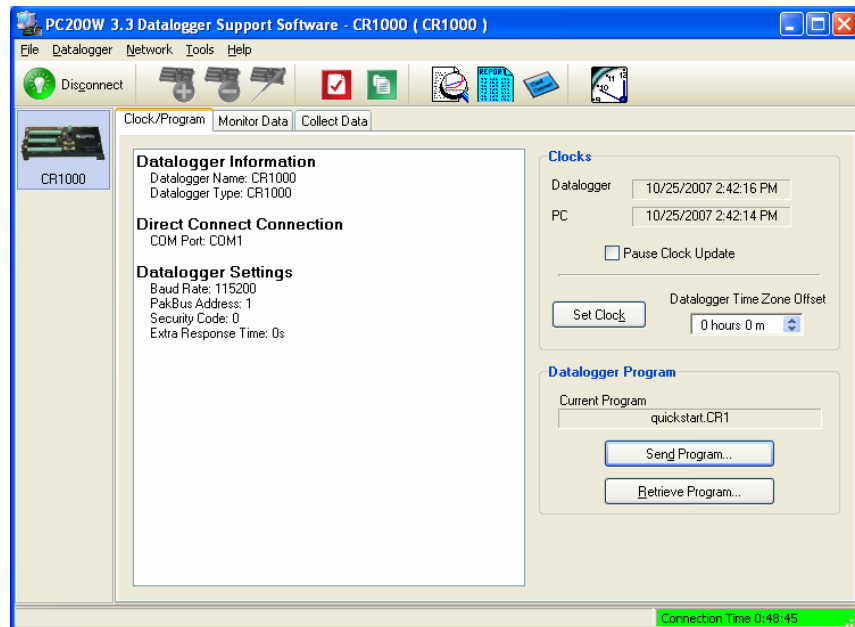 PC200W 3.3 Datalogger Support Software - CR1000 ( CR1000 )
File Datalogger Network Tools Help
Disconnect
REPORT
Clock/Program Monitor Data Collect Data
CR1000
Datalogger Information
Datalogger Name: CR1000
Datalogger Type: CR1000
Direct Connect Connection
COM Port: COM1
Datalogger Settings
Baud Rate: 115200
PakBus Address: 1
Security Code: 0
Extra Response Time: 0s
Clocks
Datalogger 10/25/2007 2:42:16 PM
PC 10/25/2007 2:42:14 PM
Pause Clock Update
Datalogger Time Zone Offset
Set Clock 0 hours 0 m
Datalogger Program
Current Program
quickstart.CR1
Send Program...
Retrieve Program...
Connection Time 0:48:45